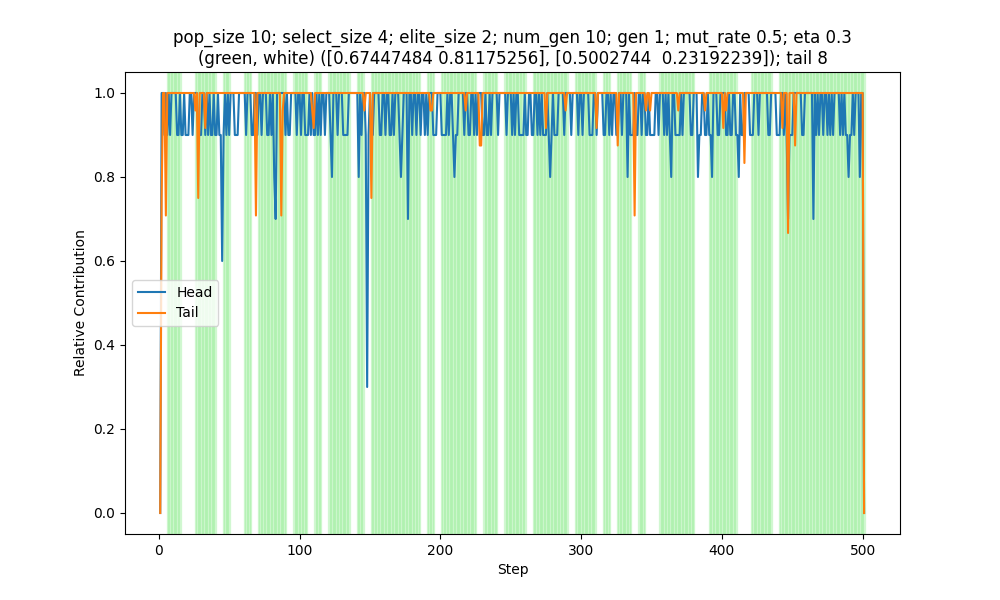 pop_size 10; select_size 4; elite_size 2; num_gen 10; gen 1; mut_rate 0.5; eta 0.3
(green, white) ([0.67447484 0.81175256], [0.5002744  0.23192239]); tail 8
1.0
0.8
0.6
0.4
0.2
0.0
Relative Contribution
Head
Tail
0 100 200 300 400 500
Step